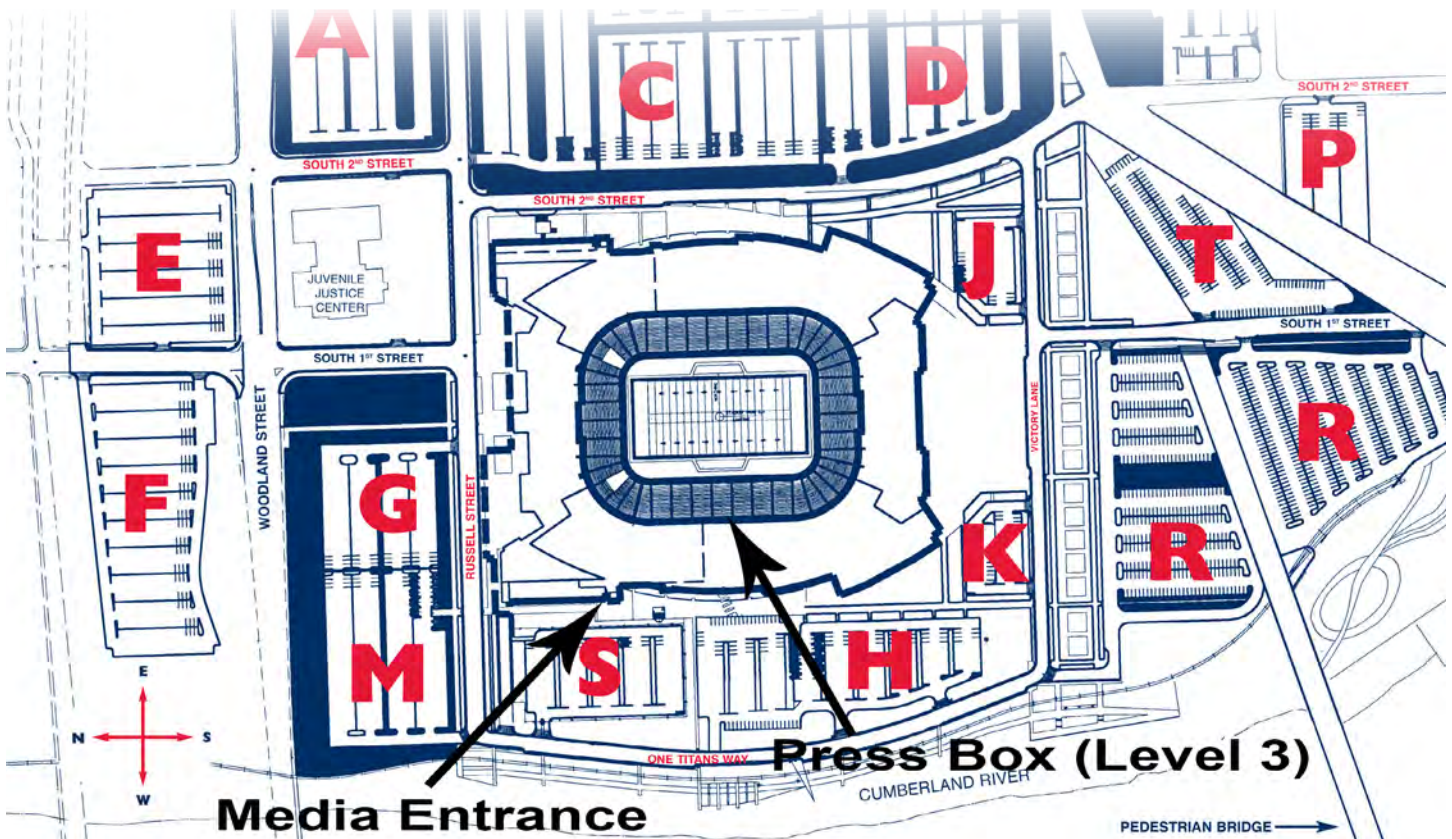 A
C
D
SOUTH 2ND STREET
P
SOUTH 2ND STREET
SOUTH 2ND STREET
E
JUVENILE
JUSTICE
CENTER
J
T
SOUTH 1ST STREET
SOUTH 1ST STREET
WOODLAND STREET
F
G
RUSSELL STREET
VICTORY LANE
R
R
K
M
S
H
E
N
S
W
ONE TITANS WAY
Press Box (Level 3)
CUMBERLAND RIVER
Media Entrance
PEDESTRIAN BRIDGE